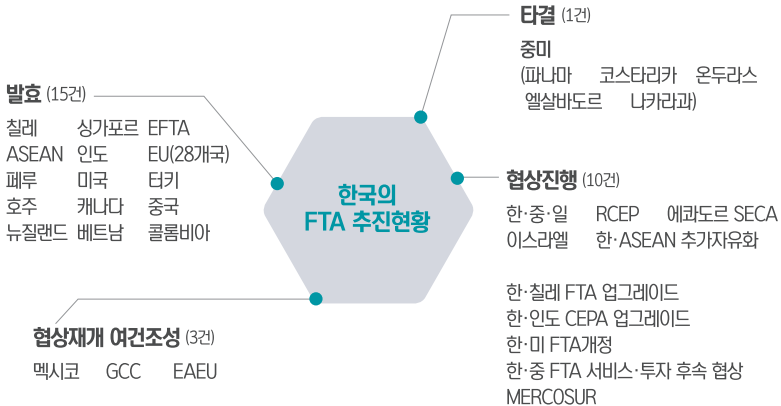 타결 (1건)
중미
(파나마 코스타리카 온두라스
엘살바도르 나카라과)
발효 (15건)
칠레 싱가포르 EFTA
ASEAN 인도 EU(28개국)
페루 미국 터키
호주 캐나다 중국
뉴질랜드 베트남 콜롬비아
한국의
FTA 추진현황
협상진행 (10건)
한·중·일 RCEP 에콰도르 SECA
이스라엘 한·ASEAN 추가자유화
한·칠레 FTA 업그레이드
한·인도 CEPA 업그레이드
한·미 FTA개정
한·중 FTA 서비스·투자 후속 협상
MERCOSUR
협상재개 여건조성 (3건)
멕시코 GCC EAEU